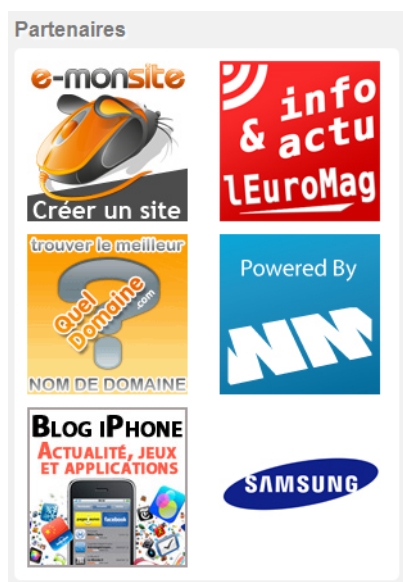 Partenaires
e-monsite
Créer un site
info
& actu
lEuroMag
trouver le meilleur
Quel
Domaine
.com
NOM DE DOMAINE
Powered By
NM
BLOG IPHONE
ACTUALITÉ, JEUX
ET APPLICATIONS
facebook
SAMSUNG